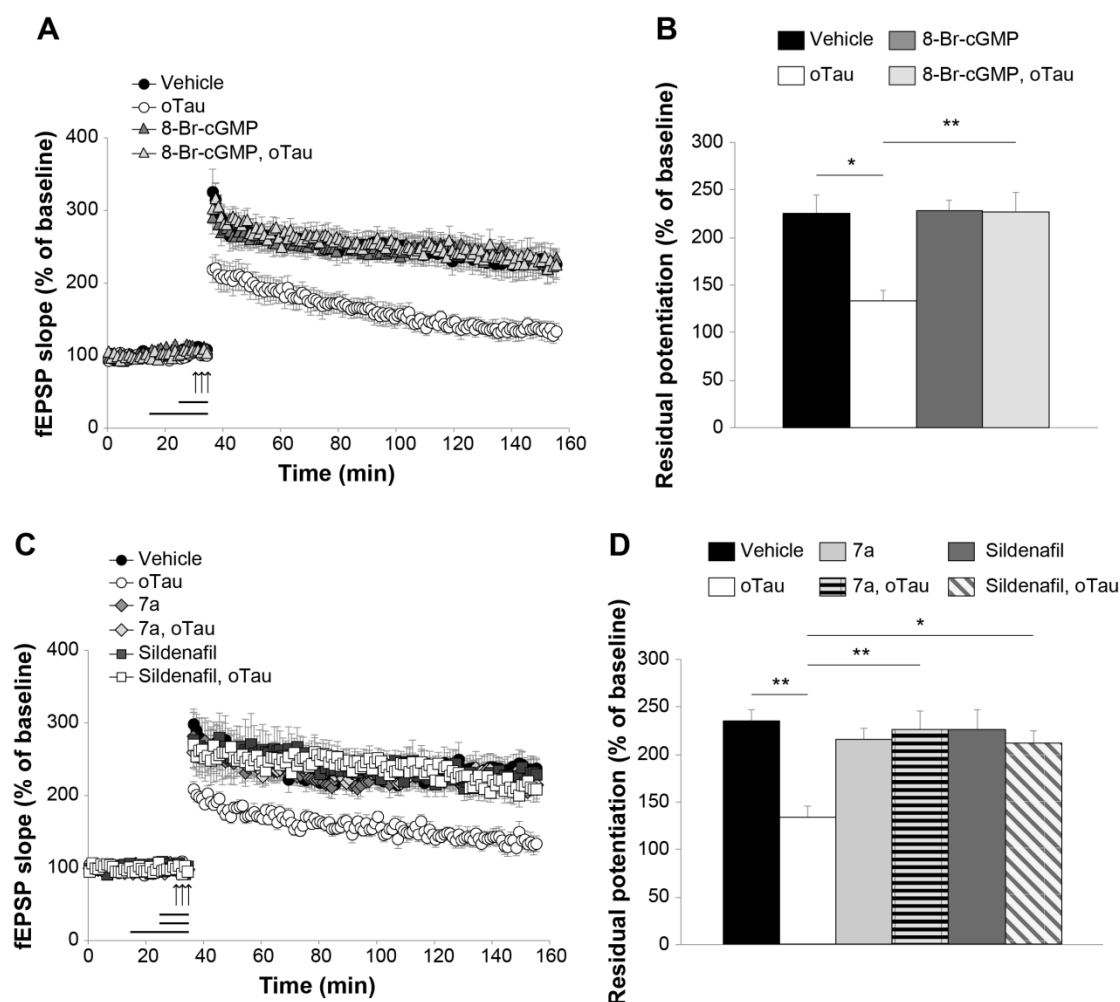 A
Vehicle
oTau
8-Br-cGMP
8-Br-cGMP, oTau
fEPSP slope (% of baseline)
400
300
200
100
0
0 20 40 60 80 100 120 140 160
Time (min)
B
Vehicle 8-Br-cGMP
oTau 8-Br-cGMP, oTau
Residual potentiation (% of baseline)
300
250
200
150
100
50
0
**
*
C
Vehicle
oTau
7a
7a, oTau
Sildenafil
Sildenafil, oTau
fEPSP slope (% of baseline)
400
300
200
100
0
0 20 40 60 80 100 120 140 160
Time (min)
D
Vehicle 7a Sildenafil
oTau 7a, oTau Sildenafil, oTau
Residual potentiation (% of baseline)
300
250
200
150
100
50
0
*
**
**